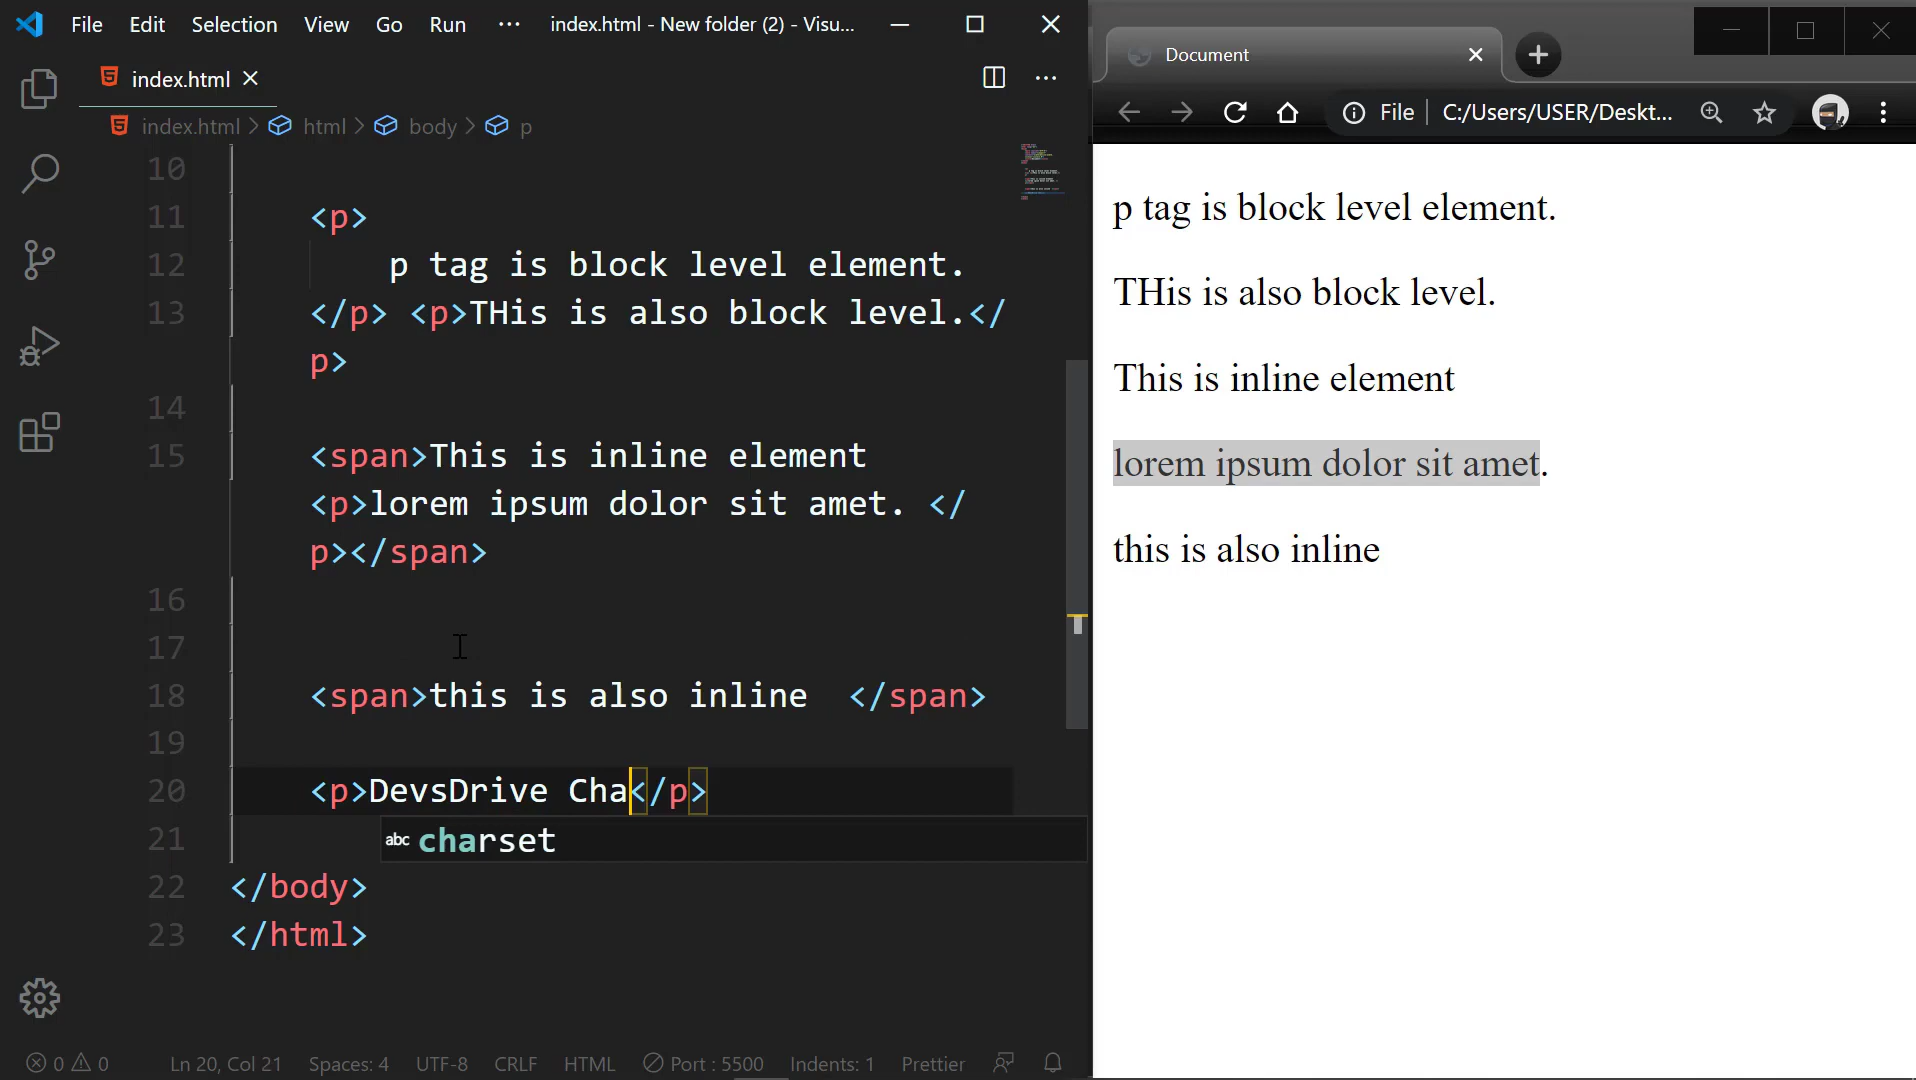 File Edit Selection View Go Run ··· index.html - New folder (2) - Visu...
index.html
index.html > html > body > p
10
11 <p>
12 p tag is block level element.
13 </p> <p>THis is also block level.</
p>
14
15 <span>This is inline element
<p>lorem ipsum dolor sit amet. </
p></span>
16
17
18 <span>this is also inline  </span>
19
20 <p>DevsDrive Cha</p>
21
abc charset
22 </body>
23 </html>
0 0 Ln 20, Col 21 Spaces: 4 UTF-8 CRLF HTML Port : 5500 Indents: 1 Prettier
Document
File C:/Users/USER/Deskt...
p tag is block level element.
THis is also block level.
This is inline element
lorem ipsum dolor sit amet.
this is also inline